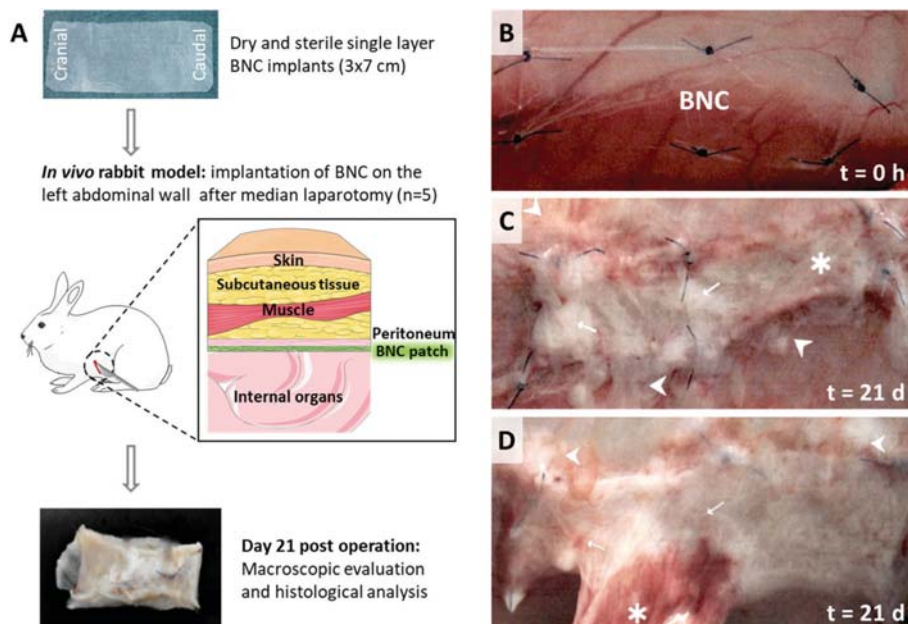 A
Cranial
Caudal
Dry and sterile single layer
BNC implants (3x7 cm)
In vivo rabbit model: implantation of BNC on the
left abdominal wall after median laparotomy (n=5)
Skin
Subcutaneous tissue
Muscle
Peritoneum
BNC patch
Internal organs
Day 21 post operation:
Macroscopic evaluation
and histological analysis
B
BNC
t = 0 h
C
*
t = 21 d
D
*
t = 21 d